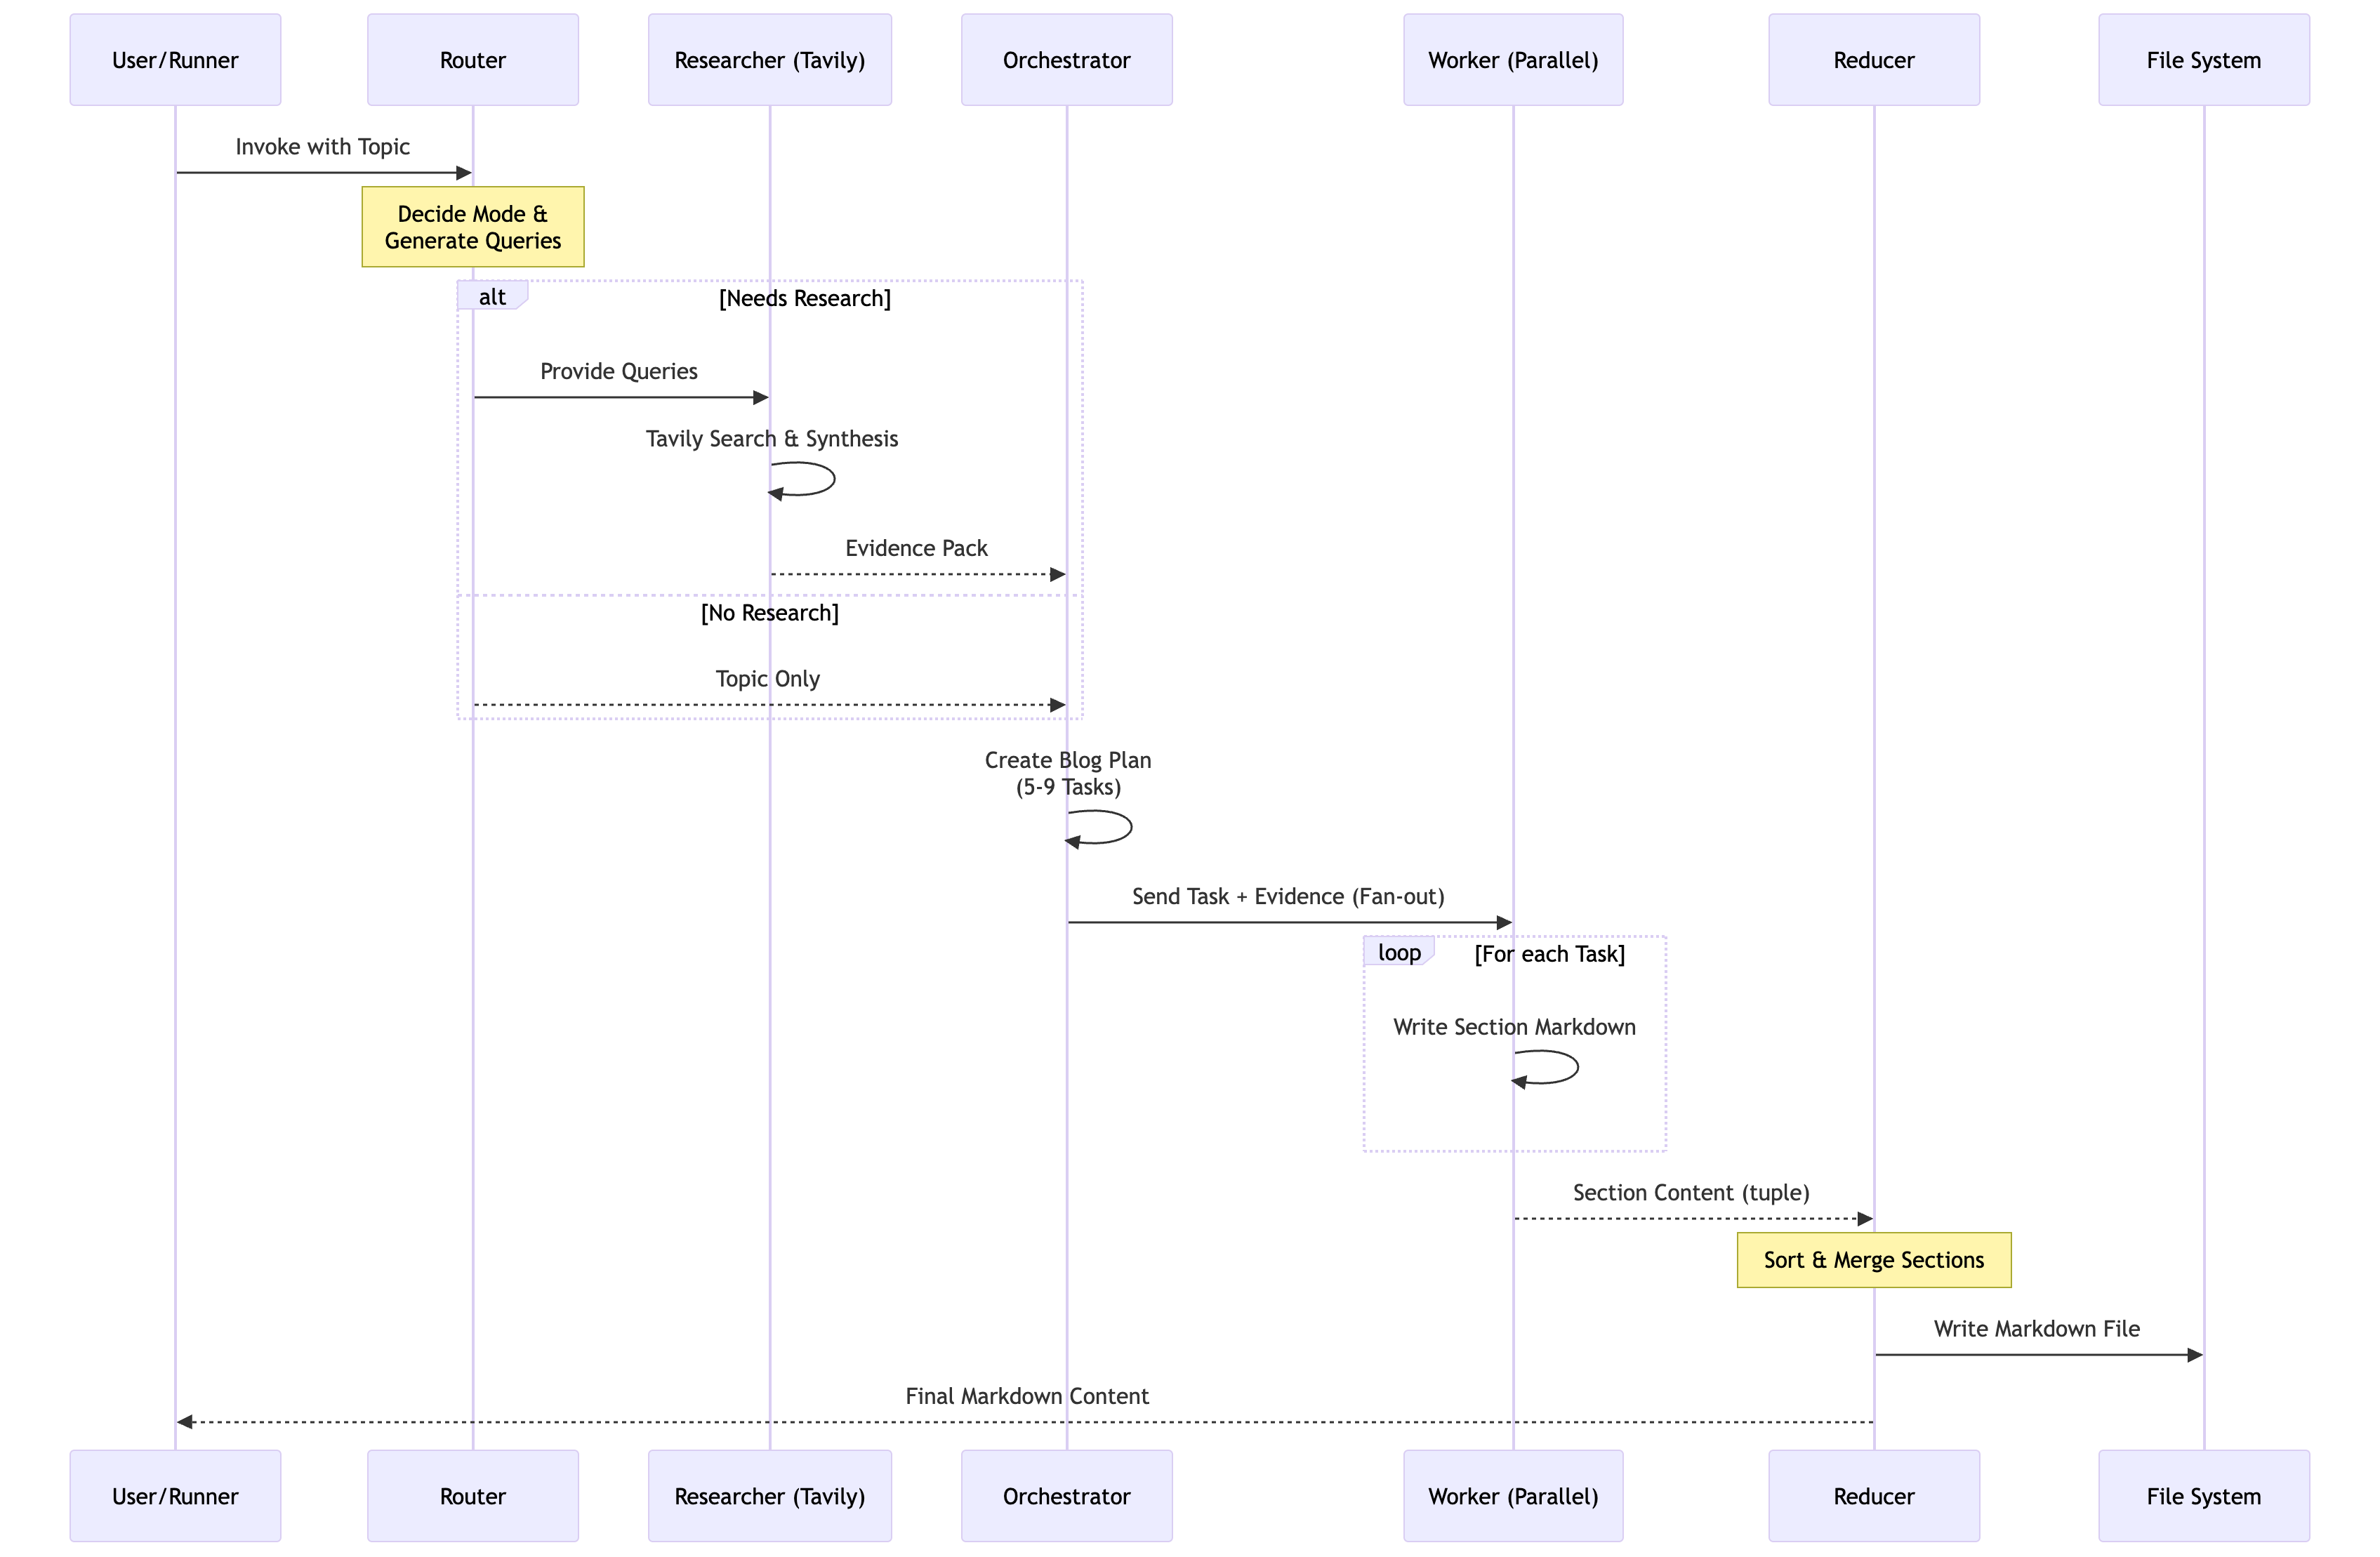 User/Runner
Router
Researcher (Tavily)
Orchestrator
Worker (Parallel)
Reducer
File System
Invoke with Topic
Decide Mode &
Generate Queries
alt
[Needs Research]
Provide Queries
Tavily Search & Synthesis
Evidence Pack
[No Research]
Topic Only
Create Blog Plan
(5-9 Tasks)
Send Task + Evidence (Fan-out)
loop
[For each Task]
Write Section Markdown
Section Content (tuple)
Sort & Merge Sections
Write Markdown File
Final Markdown Content
User/Runner
Router
Researcher (Tavily)
Orchestrator
Worker (Parallel)
Reducer
File System